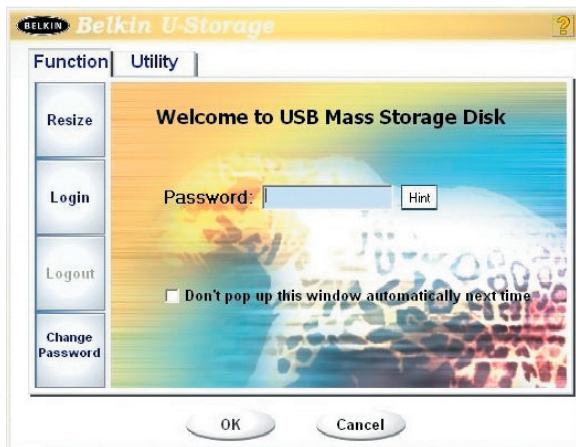 BELKIN Belkin U-Storage ?
Function Utility
Resize
Welcome to USB Mass Storage Disk
Login
Password: Hint
Logout
Don't pop up this window automatically next time
Change
Password
OK Cancel